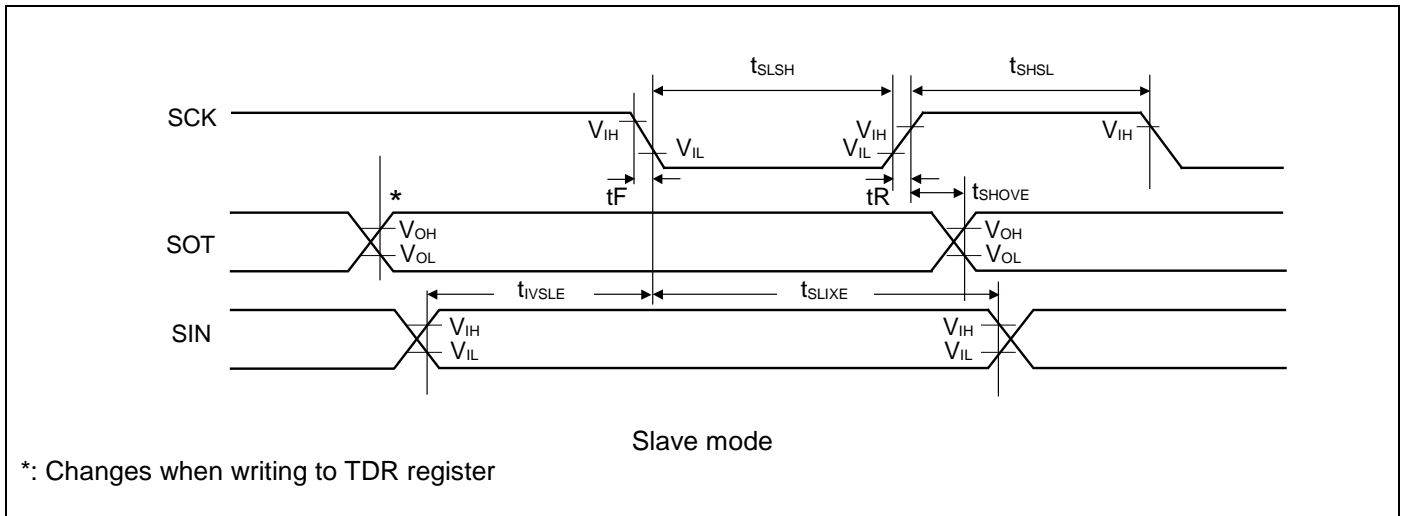 tSLSH tSHSL
SCK
VIH VIL VIL VIH VIH
tF tR tSHOVE
*
SOT
VOH VOH
VOL VOL
tIVSLE tSLIXE
SIN
VIH VIH
VIL VIL
Slave mode
*: Changes when writing to TDR register